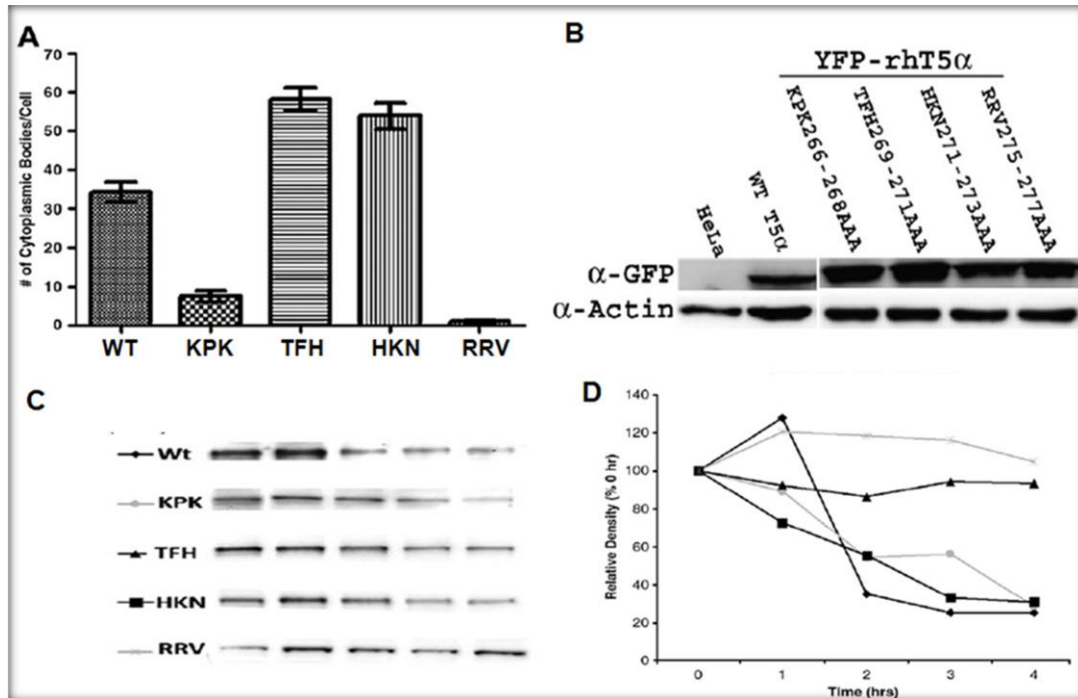 A
# of Cytoplasmic Bodies/Cell
70
60
50
40
30
20
10
0
WT KPK TFH HKN RRV
B
YFP-rhT5α
HeLa
WT T5α
KPK266-268AAA
TFH269-271AAA
HKN271-273AAA
RRV275-277AAA
α-GFP
α-Actin
C
Wt
KPK
TFH
HKN
RRV
D
Relative Density (% 0 hr)
140
120
100
80
60
40
20
0
0 1 2 3 4
Time (hrs)